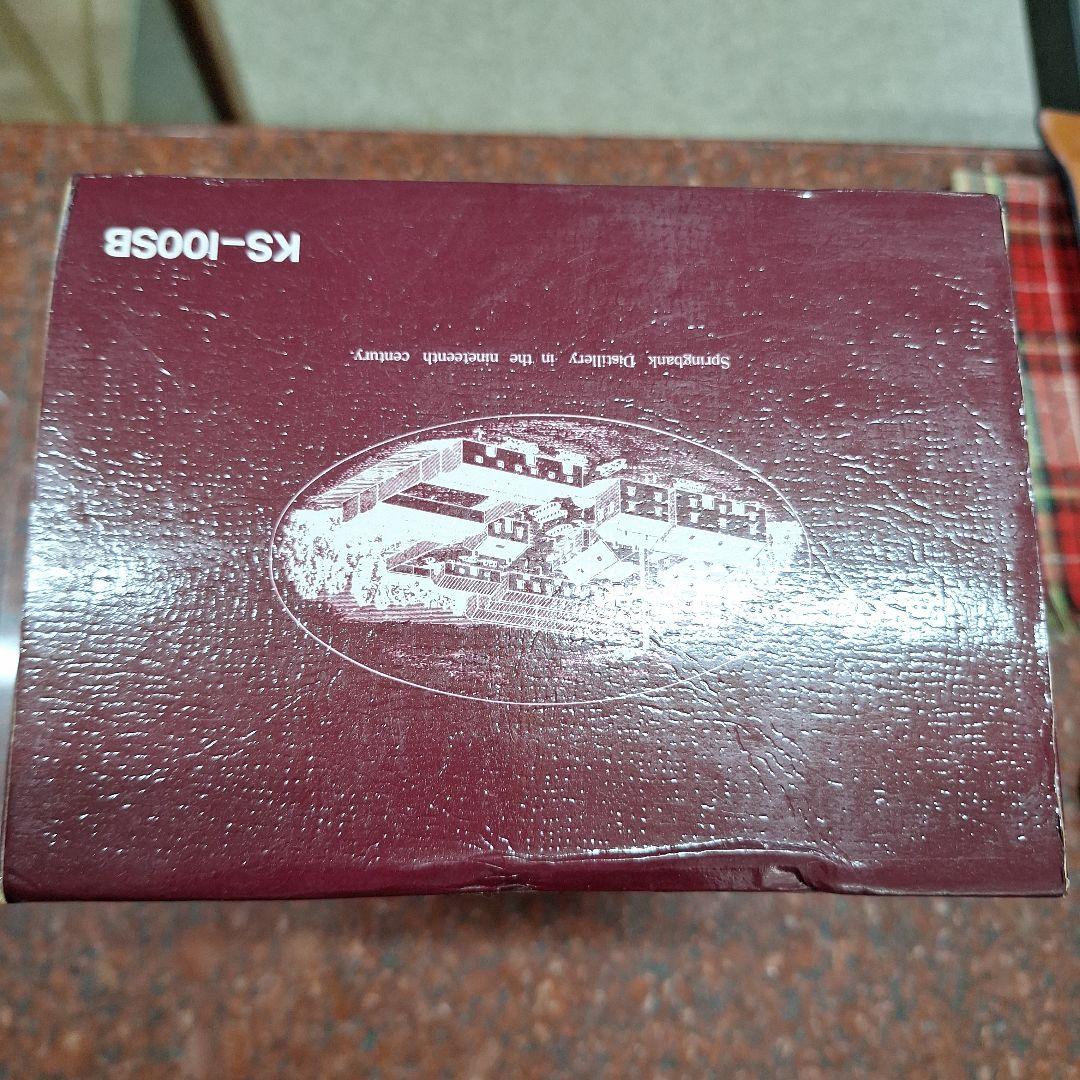 Springbank Distillery in the nineteenth century.
KS-100SB